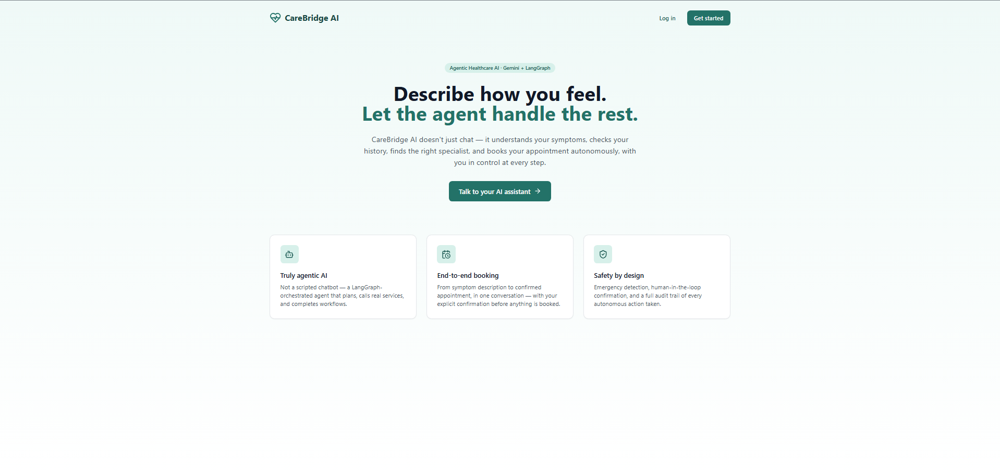 CareBridge AI
Log in
Get started
Agentic Healthcare AI · Gemini + LangGraph
Describe how you feel.
Let the agent handle the rest.
CareBridge AI doesn't just chat — it understands your symptoms, checks your
history, finds the right specialist, and books your appointment autonomously, with
you in control at every step.
Talk to your AI assistant →
Truly agentic AI
Not a scripted chatbot — a LangGraph-
orchestrated agent that plans, calls real services,
and completes workflows.
End-to-end booking
From symptom description to confirmed
appointment, in one conversation — with your
explicit confirmation before anything is booked.
Safety by design
Emergency detection, human-in-the-loop
confirmation, and a full audit trail of every
autonomous action taken.